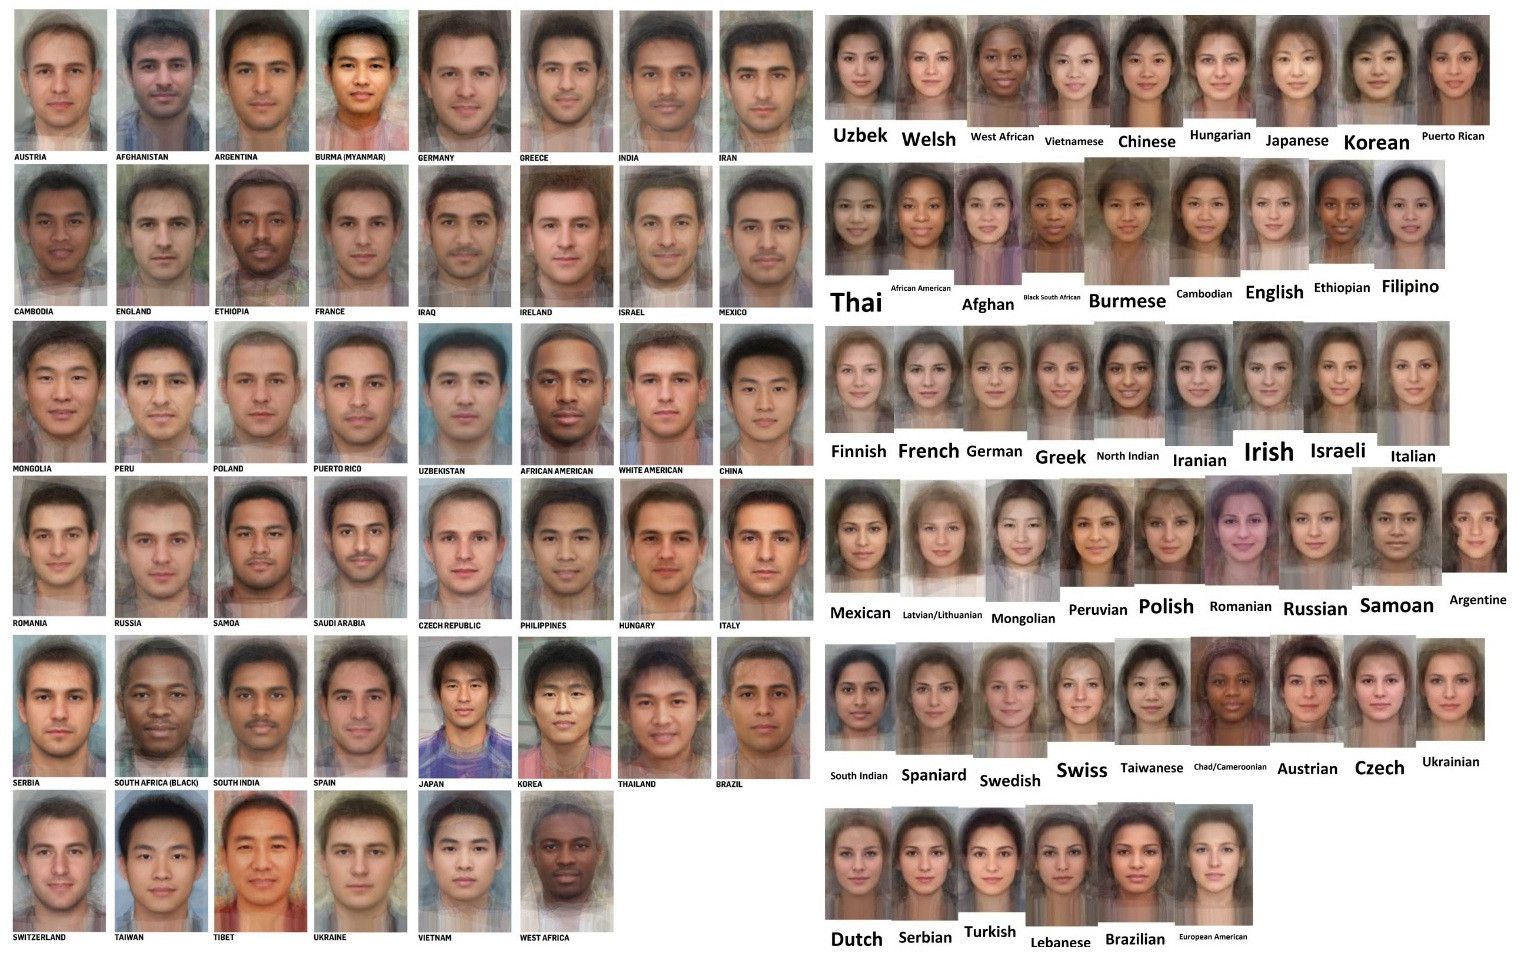 AUSTRIA
AFGHANISTAN
ARGENTINA
BURMA (MYANMAR)
GERMANY
GREECE
INDIA
IRAN
CAMBODIA
ENGLAND
ETHIOPIA
FRANCE
IRAQ
IRELAND
ISRAEL
MEXICO
MONGOLIA
PERU
POLAND
PUERTO RICO
UZBEKISTAN
AFRICAN AMERICAN
WHITE AMERICAN
CHINA
ROMANIA
RUSSIA
SAMOA
SAUDI ARABIA
CZECH REPUBLIC
PHILIPPINES
HUNGARY
ITALY
SERBIA
SOUTH AFRICA (BLACK)
SOUTH INDIA
SPAIN
JAPAN
KOREA
THAILAND
BRAZIL
SWITZERLAND
TAIWAN
TIBET
UKRAINE
VIETNAM
WEST AFRICA
Uzbek
Welsh
West African
Vietnamese
Chinese
Hungarian
Japanese
Korean
Puerto Rican
Thai
African American
Afghan
Black South African
Burmese
Cambodian
English
Ethiopian
Filipino
Finnish
French
German
Greek
North Indian
Iranian
Irish
Israeli
Italian
Mexican
Latvian/Lithuanian
Mongolian
Peruvian
Polish
Romanian
Russian
Samoan
Argentine
South Indian
Spaniard
Swedish
Swiss
Taiwanese
Chad/Cameroonian
Austrian
Czech
Ukrainian
Dutch
Serbian
Turkish
Lebanese
Brazilian
European American